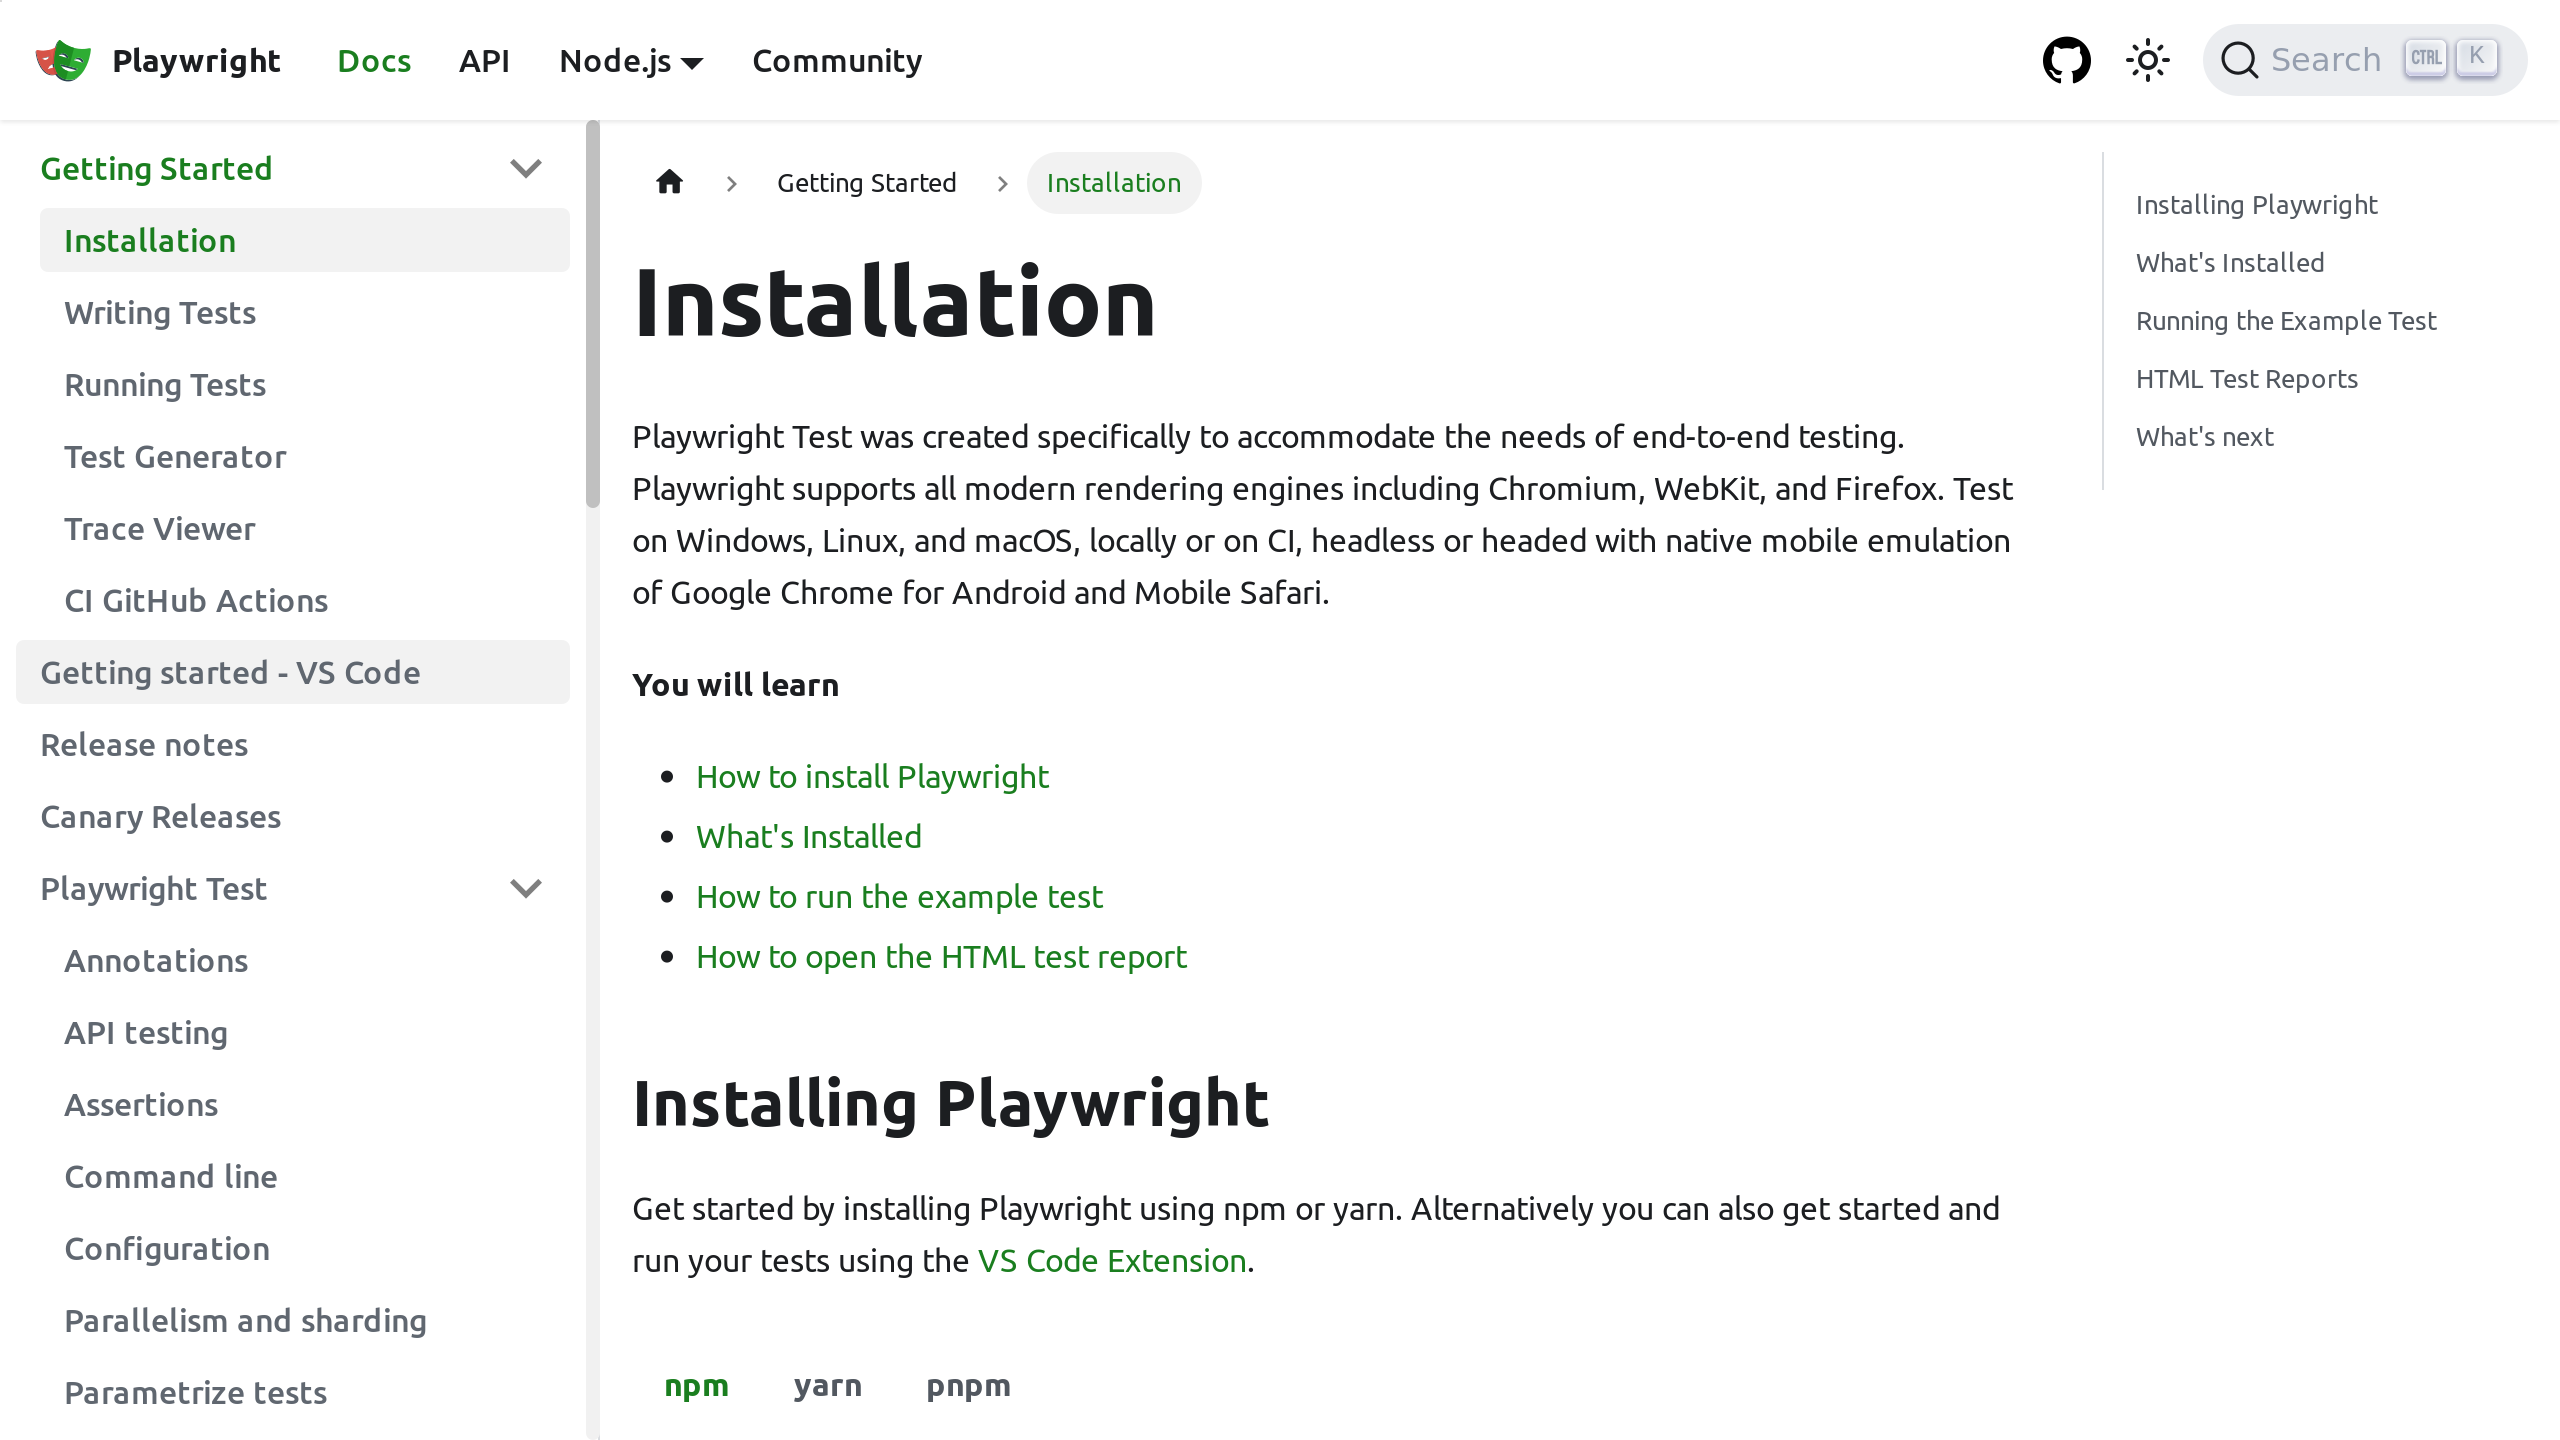 Playwright
Docs
API
Node.js
Community
Search
CTRL
K
Getting Started
Installation
Writing Tests
Running Tests
Test Generator
Trace Viewer
CI GitHub Actions
Getting started - VS Code
Release notes
Canary Releases
Playwright Test
Annotations
API testing
Assertions
Command line
Configuration
Parallelism and sharding
Parametrize tests
Getting Started
Installation
Installation
Playwright Test was created specifically to accommodate the needs of end-to-end testing.
Playwright supports all modern rendering engines including Chromium, WebKit, and Firefox. Test
on Windows, Linux, and macOS, locally or on CI, headless or headed with native mobile emulation
of Google Chrome for Android and Mobile Safari.
You will learn
How to install Playwright
What's Installed
How to run the example test
How to open the HTML test report
Installing Playwright
Get started by installing Playwright using npm or yarn. Alternatively you can also get started and
run your tests using the VS Code Extension.
npm
yarn
pnpm
Installing Playwright
What's Installed
Running the Example Test
HTML Test Reports
What's next